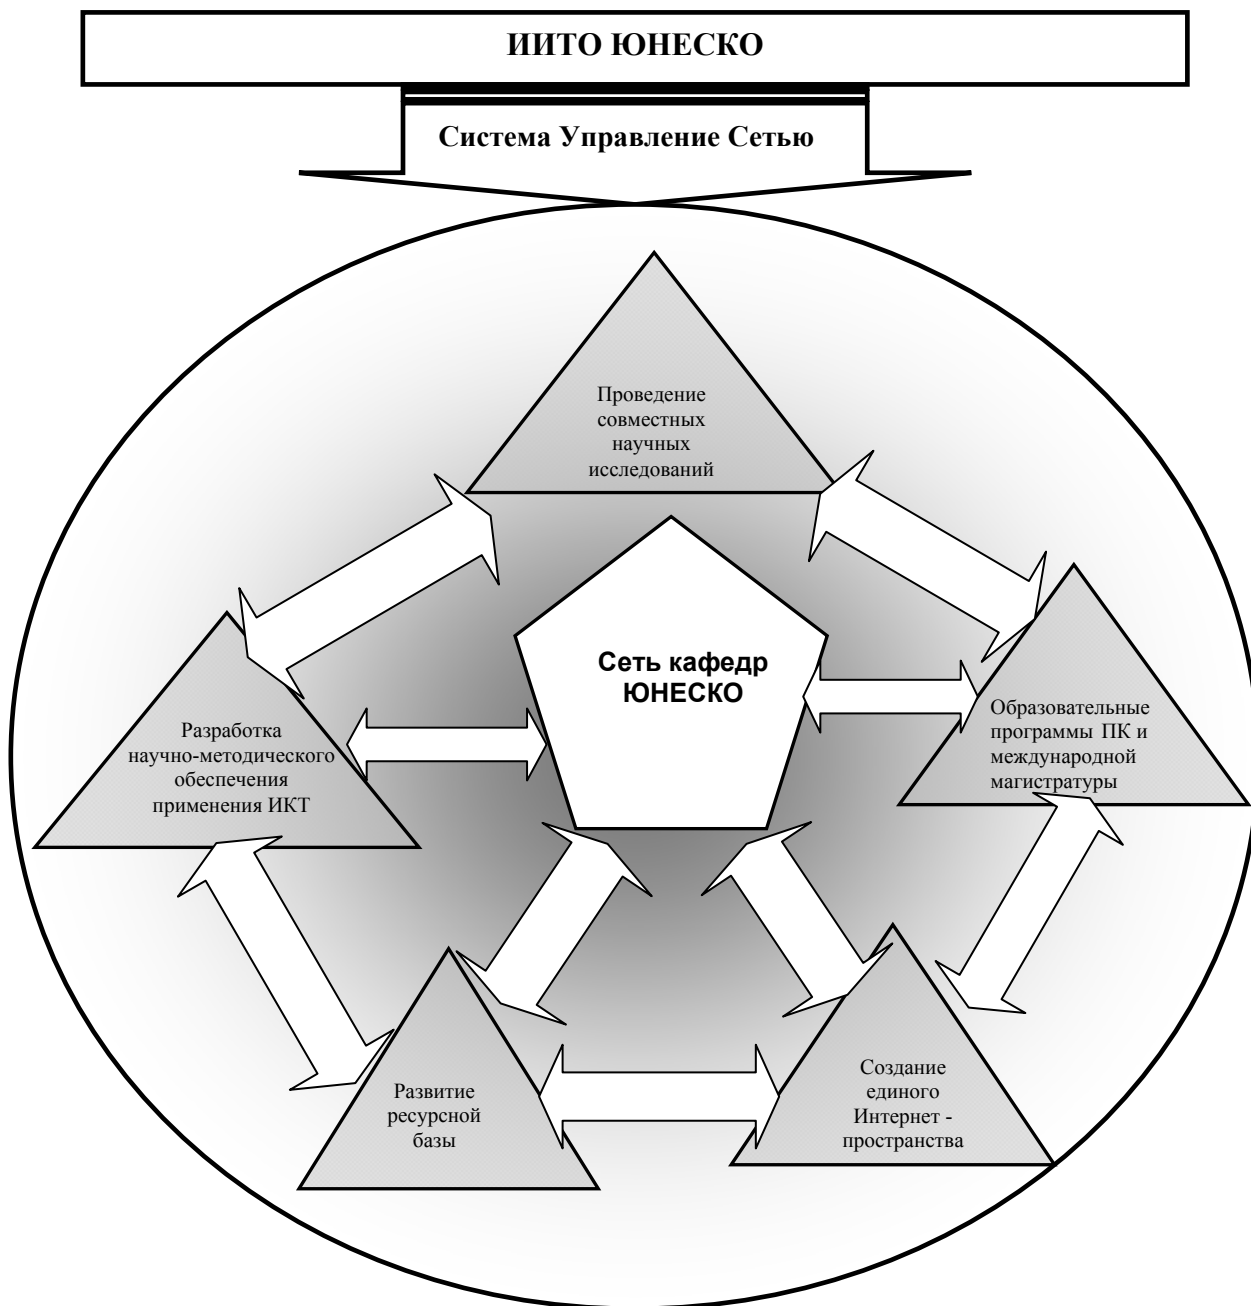 ИИТО ЮНЕСКО
Система Управление Сетью
Проведение
совместных
научных
исследований
Сеть кафедр
ЮНЕСКО
Разработка
научно-методического
обеспечения
применения ИКТ
Образовательные
программы ПК и
международной
магистратуры
Развитие
ресурсной
базы
Создание
единого
Интернет -
пространства